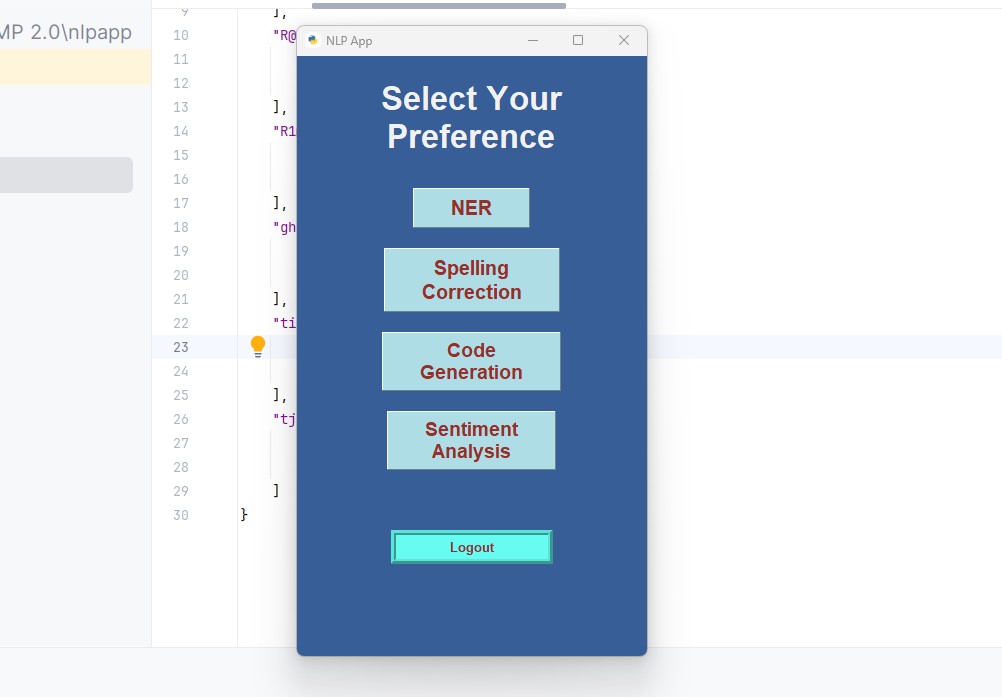 MP 2.0\nlpapp
9 ],
10 "R@
11
12
13 ],
14 "R1
15
16
17 ],
18 "gh
19
20
21 ],
22 "ti
23
24
25 ],
26 "tj
27
28
29 ]
30 }
NLP App
Select Your
Preference
NER
Spelling
Correction
Code
Generation
Sentiment
Analysis
Logout